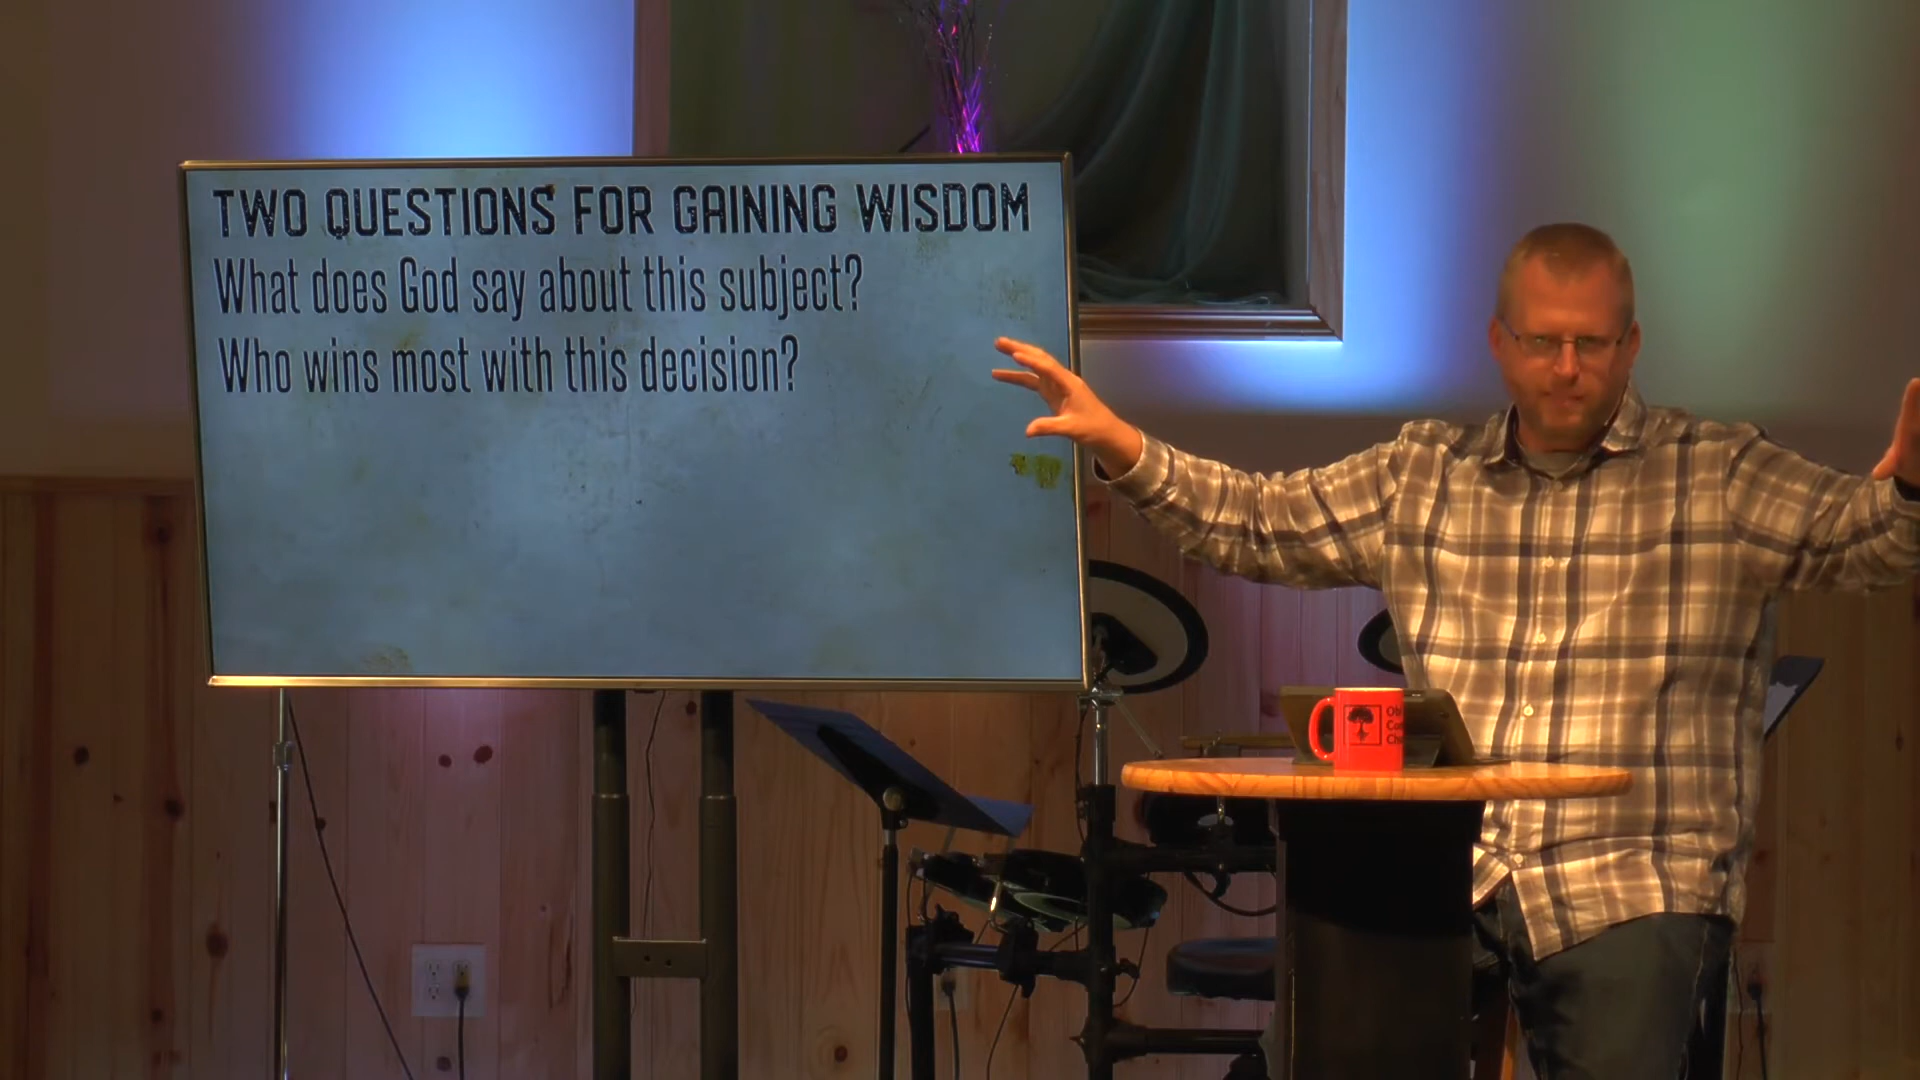 TWO QUESTIONS FOR GAINING WISDOM
What does God say about this subject?
Who wins most with this decision?